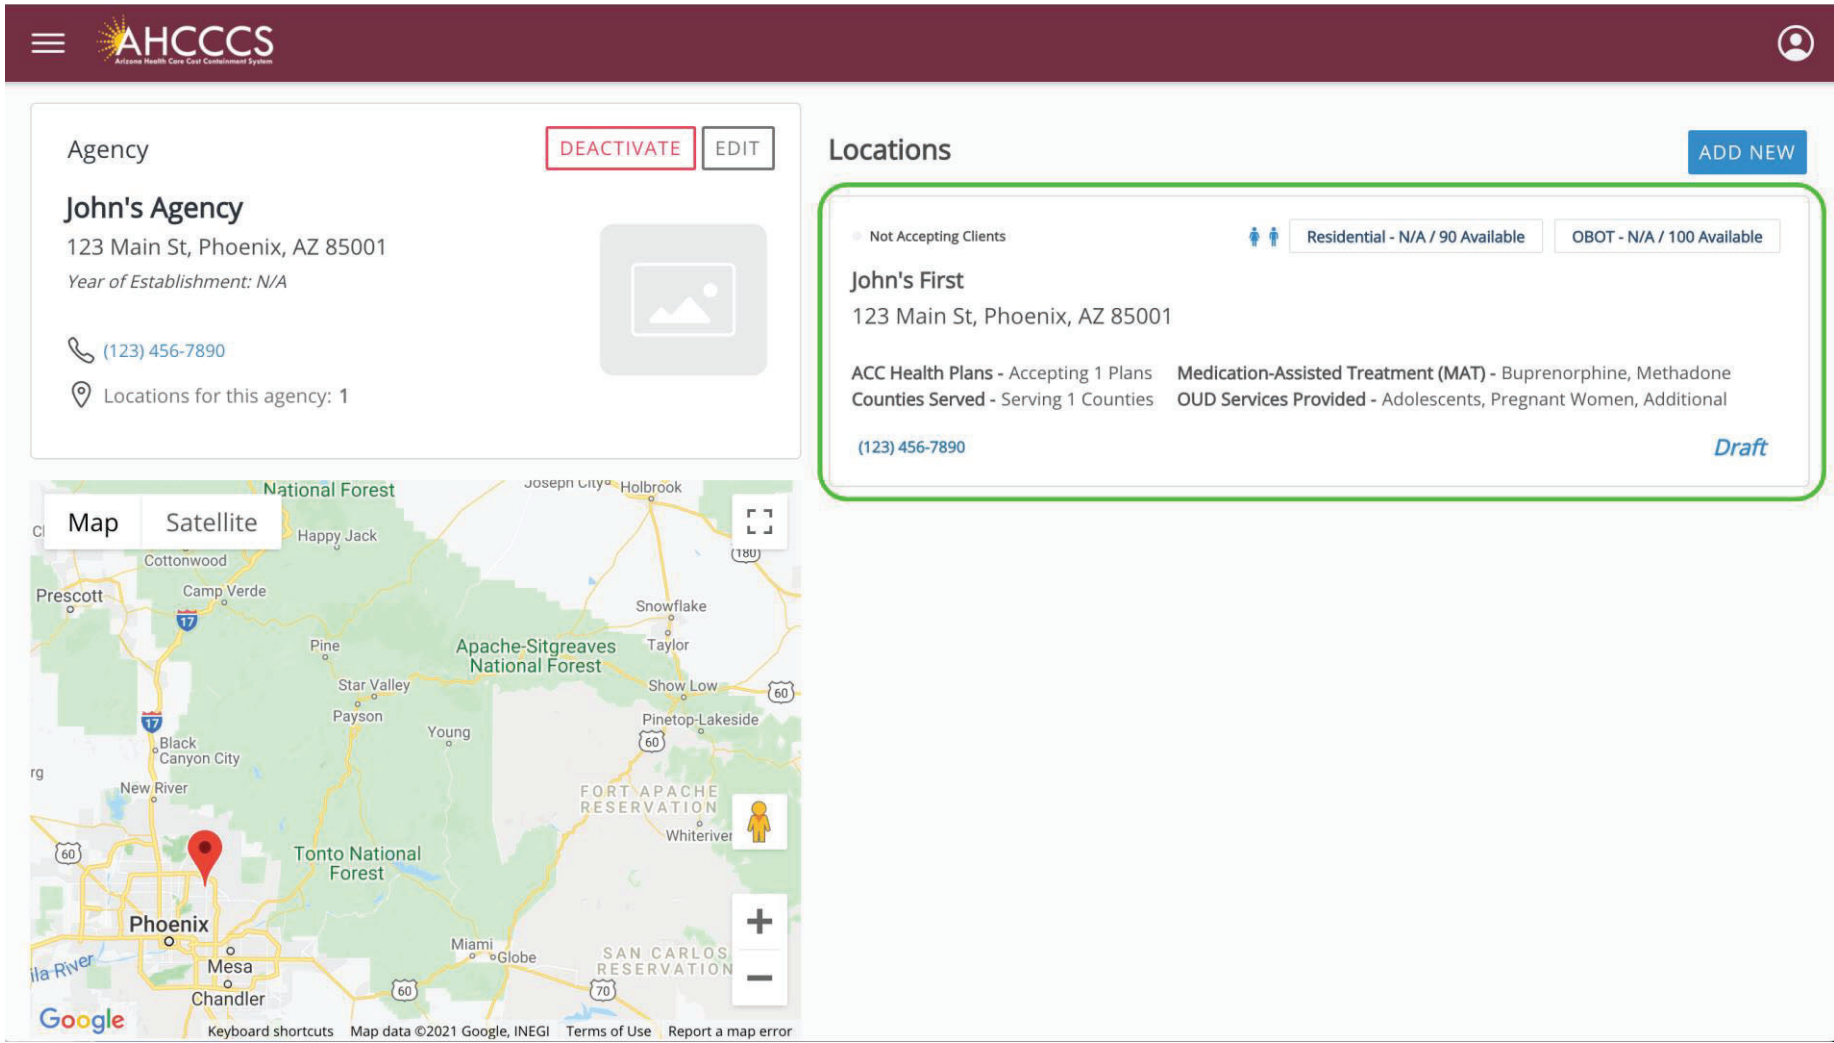 AHCCCS
Arizona Health Care Cost Containment System
Agency
DEACTIVATE
EDIT
John's Agency
123 Main St, Phoenix, AZ 85001
Year of Establishment: N/A
(123) 456-7890
Locations for this agency: 1
Locations
ADD NEW
Not Accepting Clients
Residential - N/A / 90 Available
OBOT - N/A / 100 Available
John's First
123 Main St, Phoenix, AZ 85001
ACC Health Plans - Accepting 1 Plans
Medication-Assisted Treatment (MAT) - Buprenorphine, Methadone
Counties Served - Serving 1 Counties
OUD Services Provided - Adolescents, Pregnant Women, Additional
(123) 456-7890
Draft
Map
Satellite
National Forest
Joseph City
Holbrook
Happy Jack
180
Cottonwood
Prescott
Camp Verde
17
Snowflake
Pine
Apache-Sitgreaves
National Forest
Taylor
Star Valley
Show Low
60
Payson
17
Young
Pinetop-Lakeside
60
Black
Canyon City
rg
New River
FORT APACHE
RESERVATION
Whiteriver
60
Tonto National
Forest
Phoenix
Miami
Globe
SAN CARLOS
RESERVATION
ila River
Mesa
60
70
Chandler
Google
Keyboard shortcuts
Map data ©2021 Google, INEGI
Terms of Use
Report a map error